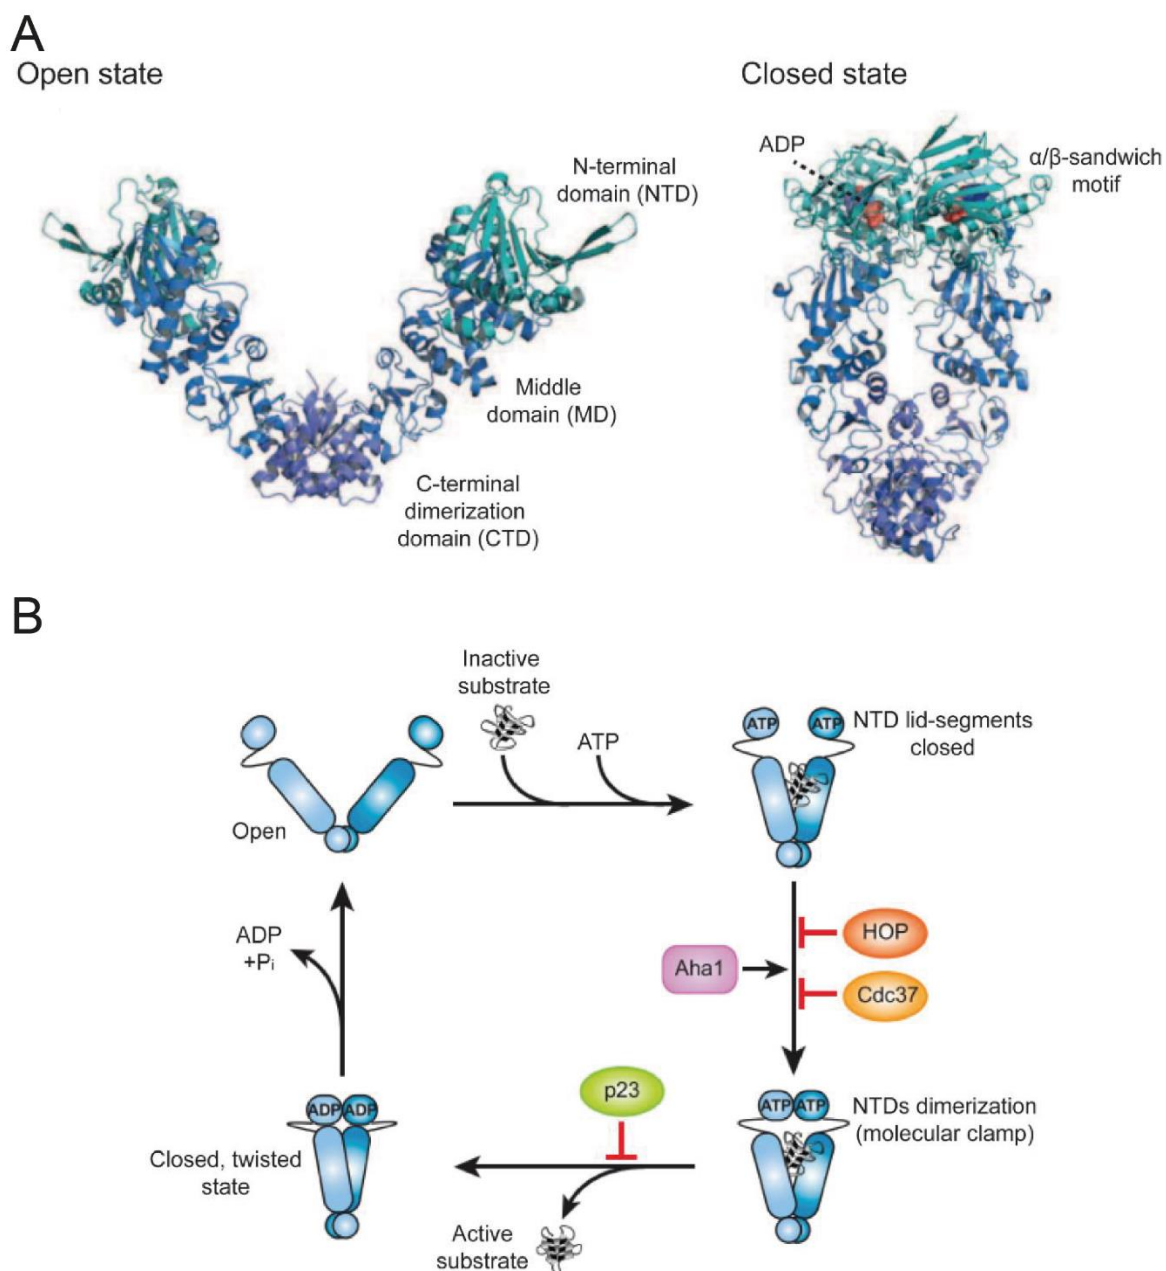 A
Open state
Closed state
N-terminal
domain (NTD)
Middle
domain (MD)
C-terminal
dimerization
domain (CTD)
ADP
α/β-sandwich
motif
B
Inactive
substrate
ATP
Open
ATP ATP
NTD lid-segments
closed
HOP
Aha1
Cdc37
ATP ATP
NTDs dimerization
(molecular clamp)
p23
Active
substrate
ADP ADP
Closed, twisted
state
ADP
+Pi